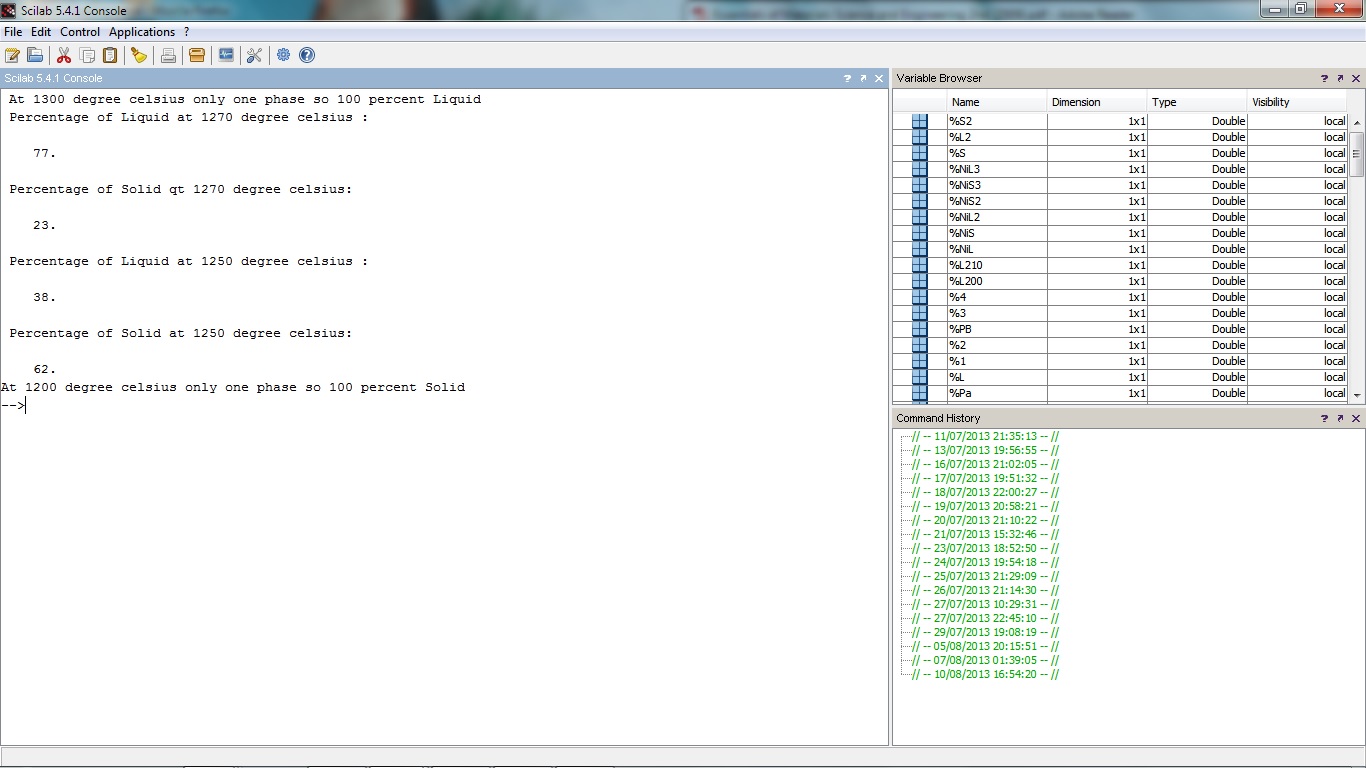 Scilab 5.4.1 Console
File Edit Control Applications ?
Scilab 5.4.1 Console
At 1300 degree celsius only one phase so 100 percent Liquid
Percentage of Liquid at 1270 degree celsius :
77.
Percentage of Solid qt 1270 degree celsius:
23.
Percentage of Liquid at 1250 degree celsius :
38.
Percentage of Solid at 1250 degree celsius:
62.
At 1200 degree celsius only one phase so 100 percent Solid
-->
Variable Browser
Name Dimension Type Visibility
%S2 1x1 Double local
%L2 1x1 Double local
%S 1x1 Double local
%NiL3 1x1 Double local
%NiS3 1x1 Double local
%NiS2 1x1 Double local
%NiL2 1x1 Double local
%NiS 1x1 Double local
%NiL 1x1 Double local
%L210 1x1 Double local
%L200 1x1 Double local
%4 1x1 Double local
%3 1x1 Double local
%PB 1x1 Double local
%2 1x1 Double local
%1 1x1 Double local
%L 1x1 Double local
%Pa 1x1 Double local
Command History
// -- 11/07/2013 21:35:13 -- //
// -- 13/07/2013 19:56:55 -- //
// -- 16/07/2013 21:02:05 -- //
// -- 17/07/2013 19:51:32 -- //
// -- 18/07/2013 22:00:27 -- //
// -- 19/07/2013 20:58:21 -- //
// -- 20/07/2013 21:10:22 -- //
// -- 21/07/2013 15:32:46 -- //
// -- 23/07/2013 18:52:50 -- //
// -- 24/07/2013 19:54:18 -- //
// -- 25/07/2013 21:29:09 -- //
// -- 26/07/2013 21:14:30 -- //
// -- 27/07/2013 10:29:31 -- //
// -- 27/07/2013 22:45:10 -- //
// -- 29/07/2013 19:08:19 -- //
// -- 05/08/2013 20:15:51 -- //
// -- 07/08/2013 01:39:05 -- //
// -- 10/08/2013 16:54:20 -- //